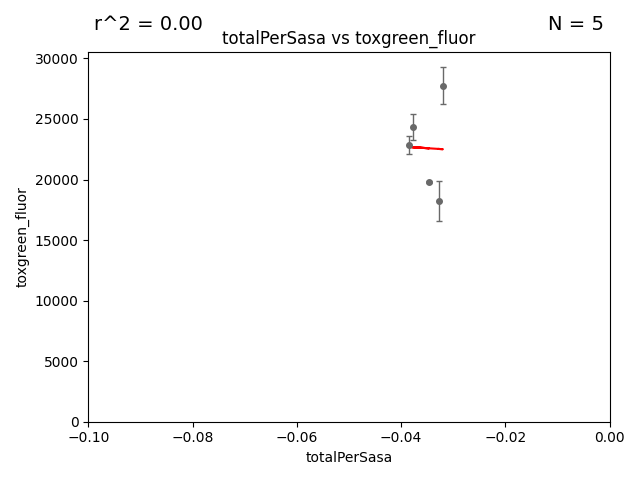 r^2 = 0.00
N = 5
totalPerSasa vs toxgreen_fluor
30000
25000
20000
15000
10000
5000
0
toxgreen_fluor
−0.10 −0.08 −0.06 −0.04 −0.02 0.00
totalPerSasa